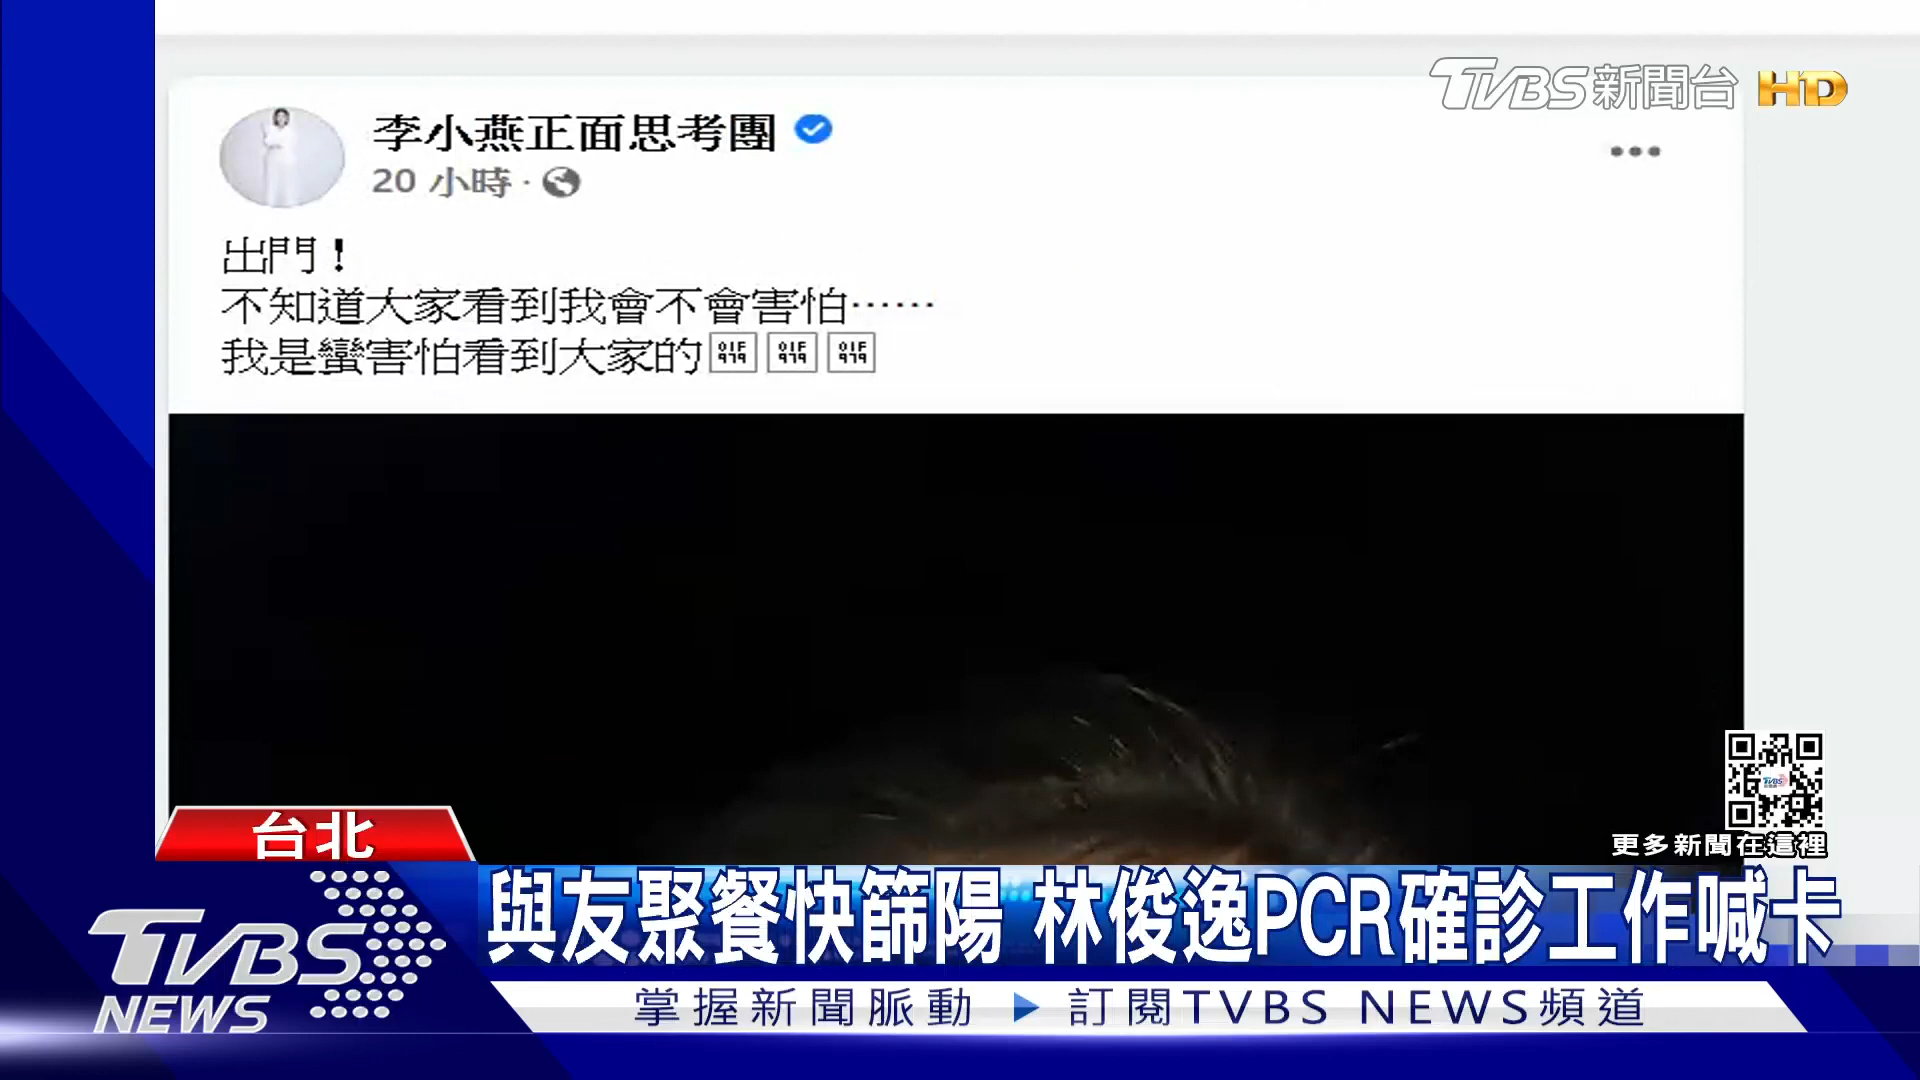 TVBS新聞台 HD
李小燕正面思考團
20 小時
出門！
不知道大家看到我會不會害怕⋯⋯
我是蠻害怕看到大家的
01F979 01F979 01F979
更多新聞在這裡
台北
與友聚餐快篩陽 林俊逸PCR確診工作喊卡
TVBS
NEWS
掌握新聞脈動 ▶ 訂閱TVBS NEWS頻道